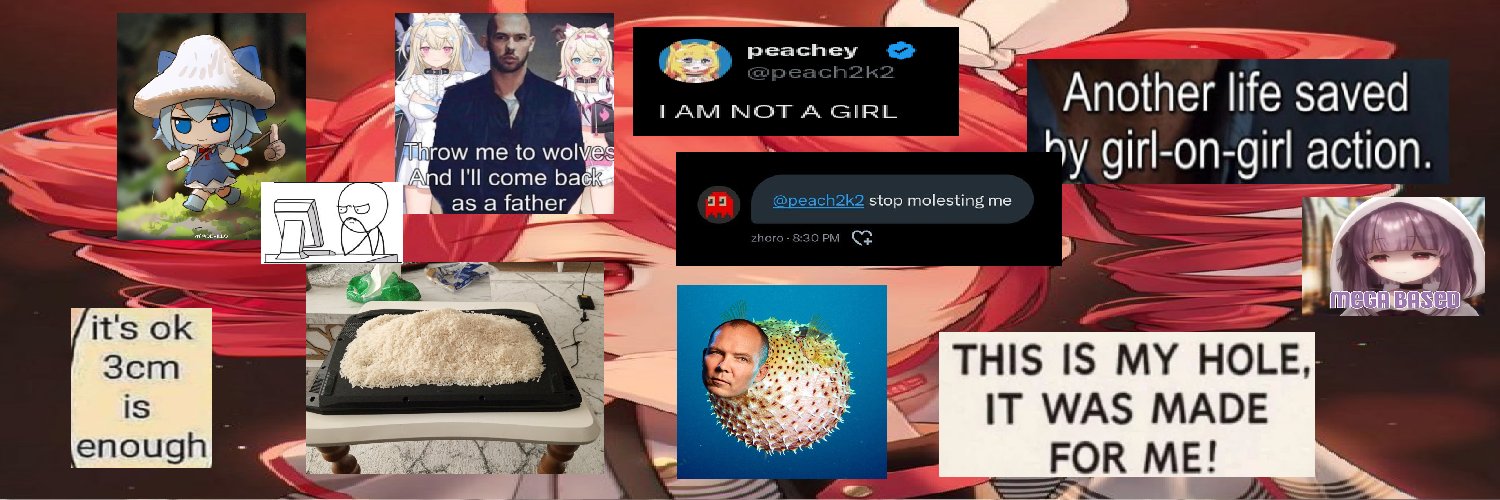 Throw me to wolves
And I'll come back
as a father
peachey
@peach2k2
I AM NOT A GIRL
Another life saved
by girl-on-girl action.
@peach2k2 stop molesting me
zhoro · 8:30 PM
MEGA BASED
it's ok
3cm
is
enough
THIS IS MY HOLE,
IT WAS MADE
FOR ME!